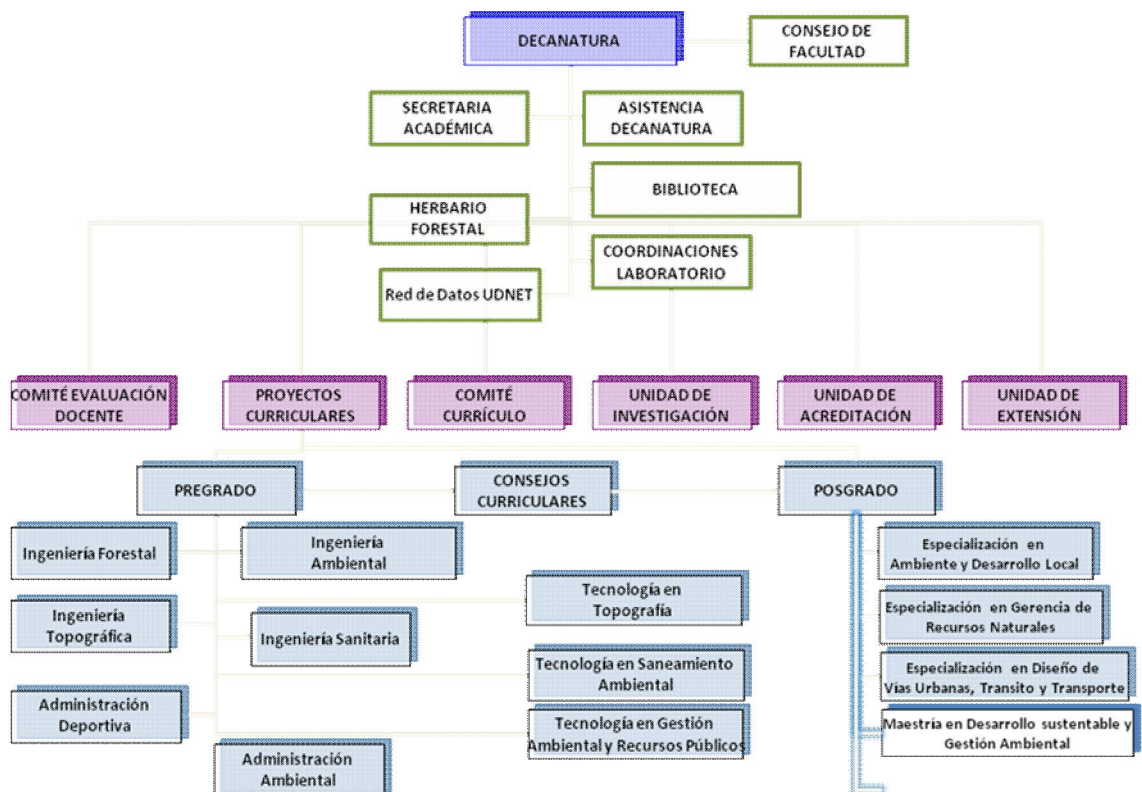 DECANATURA
CONSEJO DE
FACULTAD
SECRETARIA
ACADÉMICA
ASISTENCIA
DECANATURA
BIBLIOTECA
HERBARIO
FORESTAL
COORDINACIONES
LABORATORIO
Red de Datos UDNET
COMITÉ EVALUACIÓN
DOCENTE
PROYECTOS
CURRICULARES
COMITÉ
CURRÍCULO
UNIDAD DE
INVESTIGACIÓN
UNIDAD DE
ACREDITACIÓN
UNIDAD DE
EXTENSIÓN
PREGRADO
CONSEJOS
CURRICULARES
POSGRADO
Ingeniería Forestal
Ingeniería
Ambiental
Especialización en
Ambiente y Desarrollo Local
Tecnología en
Topografía
Ingeniería
Topográfica
Ingeniería Sanitaria
Especialización en Gerencia de
Recursos Naturales
Tecnología en Saneamiento
Ambiental
Especialización en Diseño de
Vías Urbanas, Transito y Transporte
Administración
Deportiva
Tecnología en Gestión
Ambiental y Recursos Públicos
Maestría en Desarrollo sustentable y
Gestión Ambiental
Administración
Ambiental